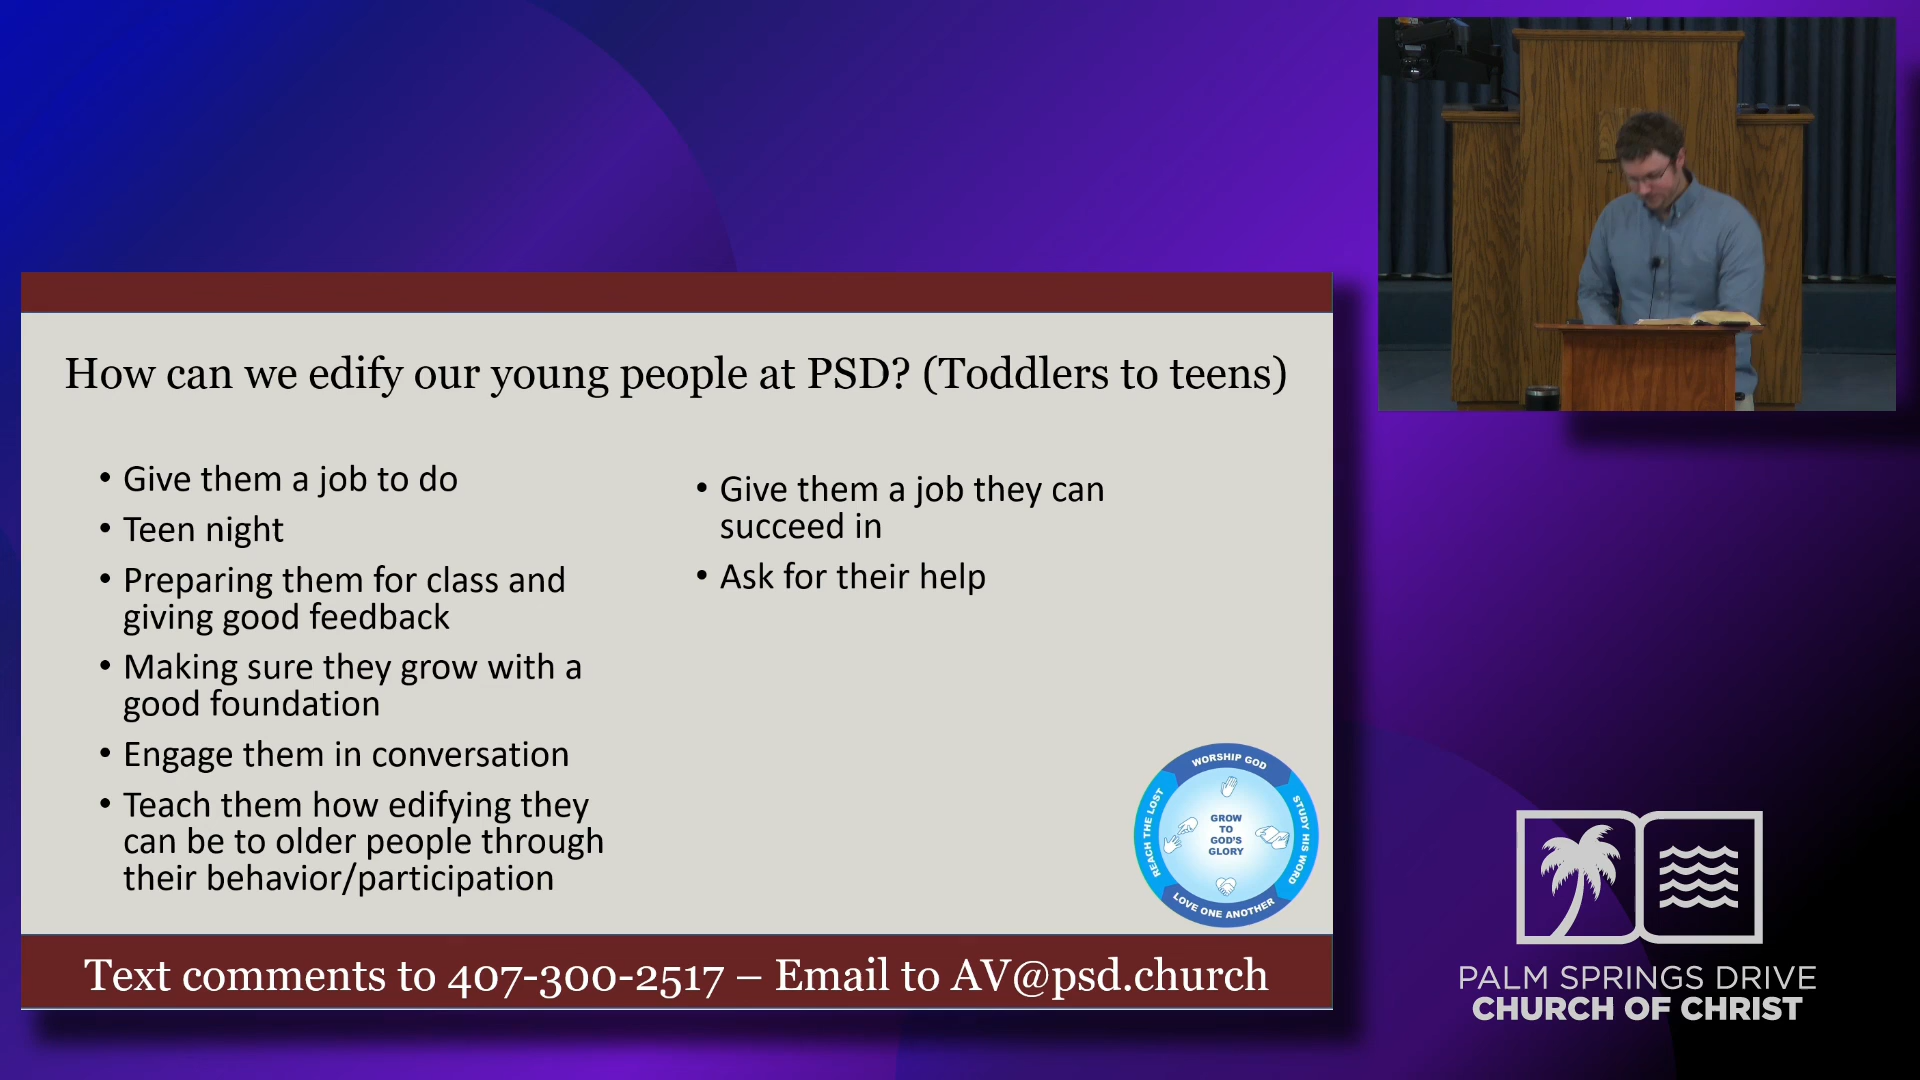 How can we edify our young people at PSD? (Toddlers to teens)
• Give them a job to do
• Teen night
• Preparing them for class and
giving good feedback
• Making sure they grow with a
good foundation
• Engage them in conversation
• Teach them how edifying they
can be to older people through
their behavior/participation
• Give them a job they can
succeed in
• Ask for their help
WORSHIP GOD
STUDY HIS WORD
LOVE ONE ANOTHER
REACH THE LOST
GROW
TO
GOD'S
GLORY
Text comments to 407-300-2517 – Email to AV@psd.church
PALM SPRINGS DRIVE
CHURCH OF CHRIST